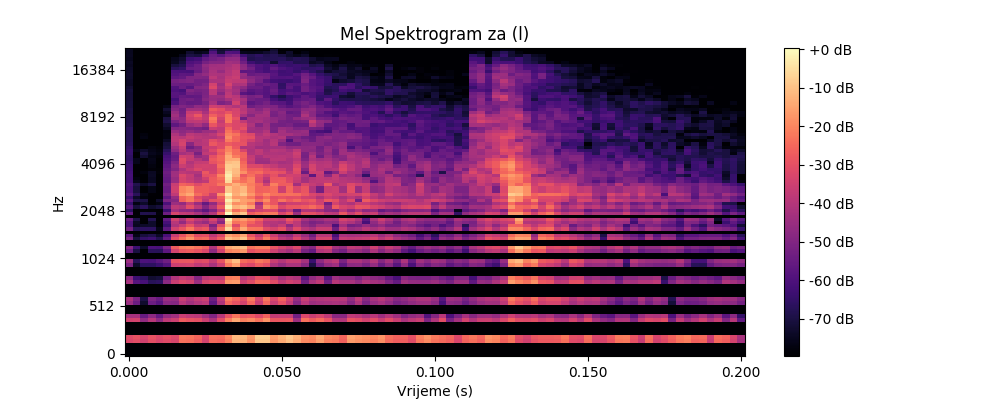 Mel Spektrogram za (l)
Hz
16384
8192
4096
2048
1024
512
0
0.000 0.050 0.100 0.150 0.200
Vrijeme (s)
+0 dB
-10 dB
-20 dB
-30 dB
-40 dB
-50 dB
-60 dB
-70 dB